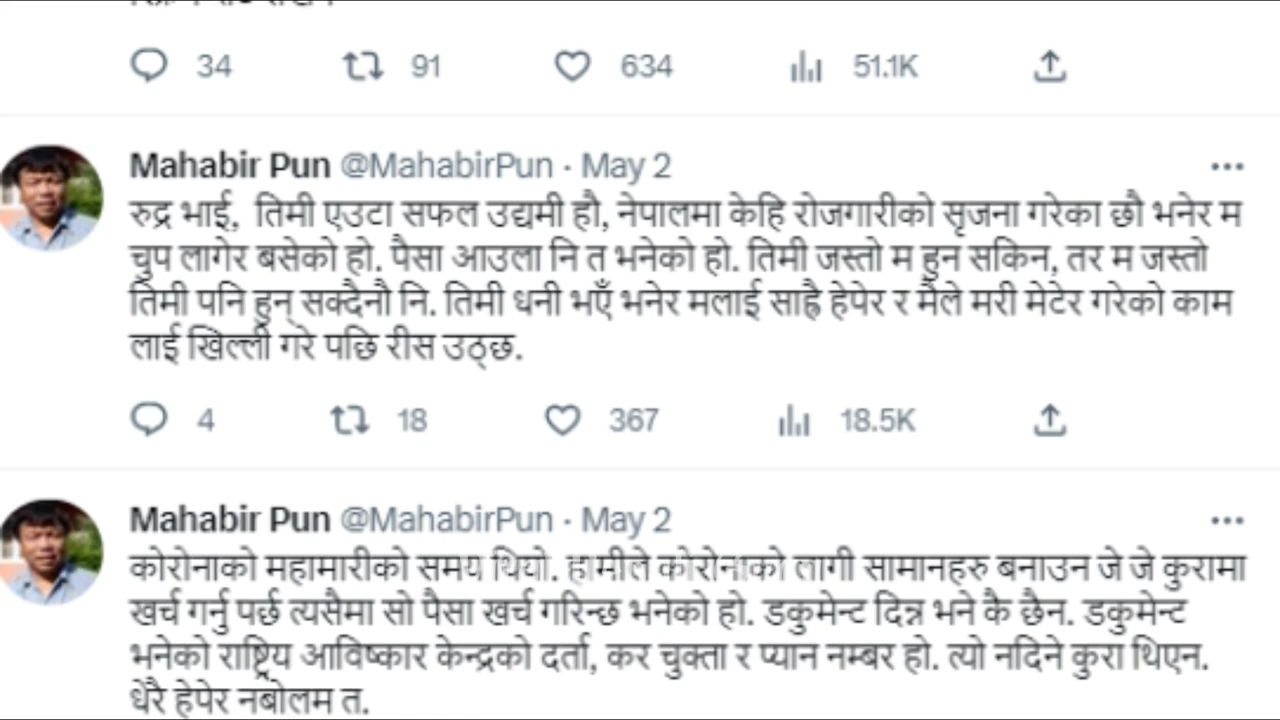 34 91 634 51.1K
Mahabir Pun @MahabirPun · May 2
रुद्र भाई, तिमी एउटा सफल उद्यमी हौ, नेपालमा केहि रोजगारीको सृजना गरेका छौ भनेर म
चुप लागेर बसेको हो. पैसा आउला नि त भनेको हो. तिमी जस्तो म हुन सकिन, तर म जस्तो
तिमी पनि हुन् सक्दैनौ नि. तिमी धनी भएँ भनेर मलाई साह्रै हेपेर र मैले मरी मेटेर गरेको काम
लाई खिल्ली गरे पछि रीस उठ्छ.
4 18 367 18.5K
Mahabir Pun @MahabirPun · May 2
कोरोनाको महामारीको समय थियो. हामीले कोरोनाको लागी सामानहरु बनाउन जे जे कुरामा
खर्च गर्नु पर्छ त्यसैमा सो पैसा खर्च गरिन्छ भनेको हो. डकुमेन्ट दिन्न भने कै छैन. डकुमेन्ट
भनेको राष्ट्रिय आविष्कार केन्द्रको दर्ता, कर चुक्ता र प्यान नम्बर हो. त्यो नदिने कुरा थिएन.
धेरै हेपेर नबोलम त.